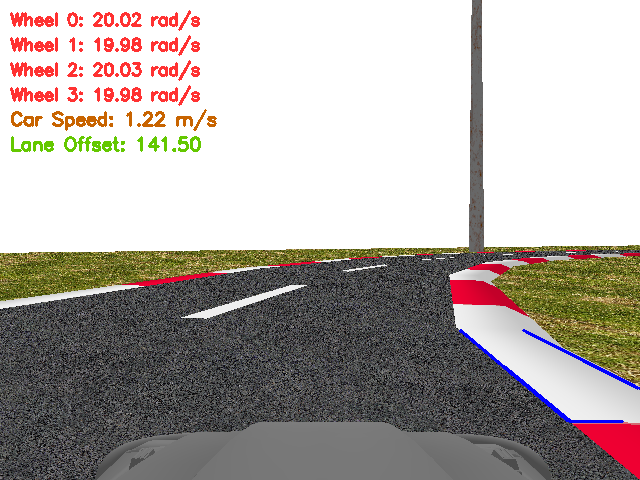 Wheel 0: 20.02 rad/s
Wheel 1: 19.98 rad/s
Wheel 2: 20.03 rad/s
Wheel 3: 19.98 rad/s
Car Speed: 1.22 m/s
Lane Offset: 141.50